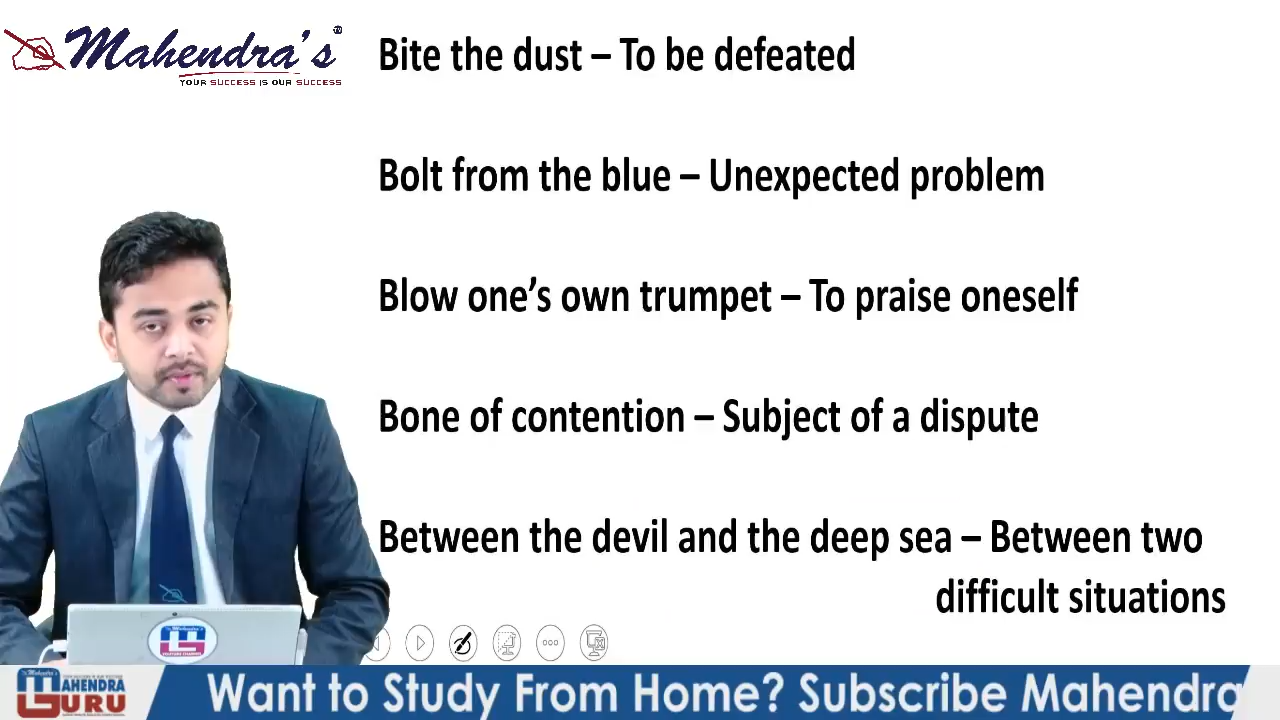 Mahendra's
YOUR SUCCESS IS OUR SUCCESS
Bite the dust – To be defeated
Bolt from the blue – Unexpected problem
Blow one's own trumpet – To praise oneself
Bone of contention – Subject of a dispute
Between the devil and the deep sea – Between two
difficult situations
Mahendra's
MAHENDRA
GURU
Want to Study From Home? Subscribe Mahendra